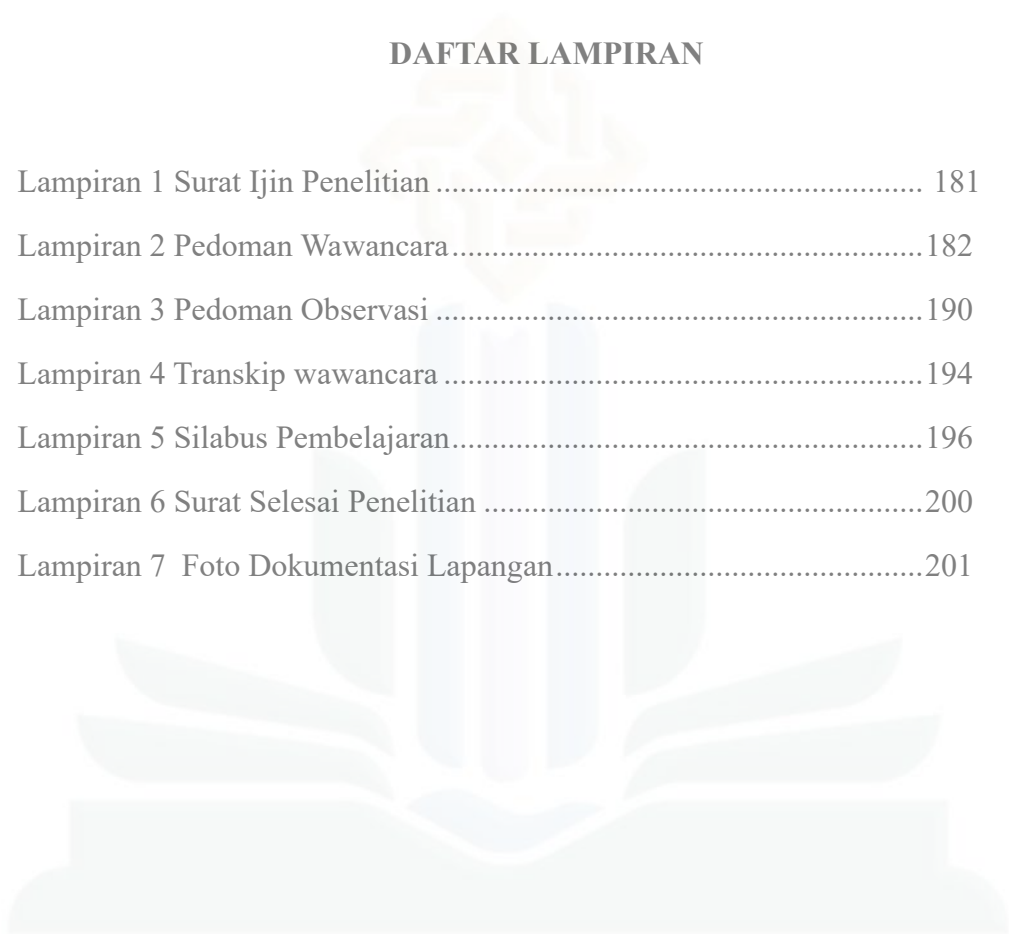 DAFTAR LAMPIRAN
Lampiran 1 Surat Ijin Penelitian ............................................................ 181
Lampiran 2 Pedoman Wawancara..........................................................182
Lampiran 3 Pedoman Observasi ............................................................190
Lampiran 4 Transkip wawancara ...........................................................194
Lampiran 5 Silabus Pembelajaran..........................................................196
Lampiran 6 Surat Selesai Penelitian ......................................................200
Lampiran 7  Foto Dokumentasi Lapangan.............................................201